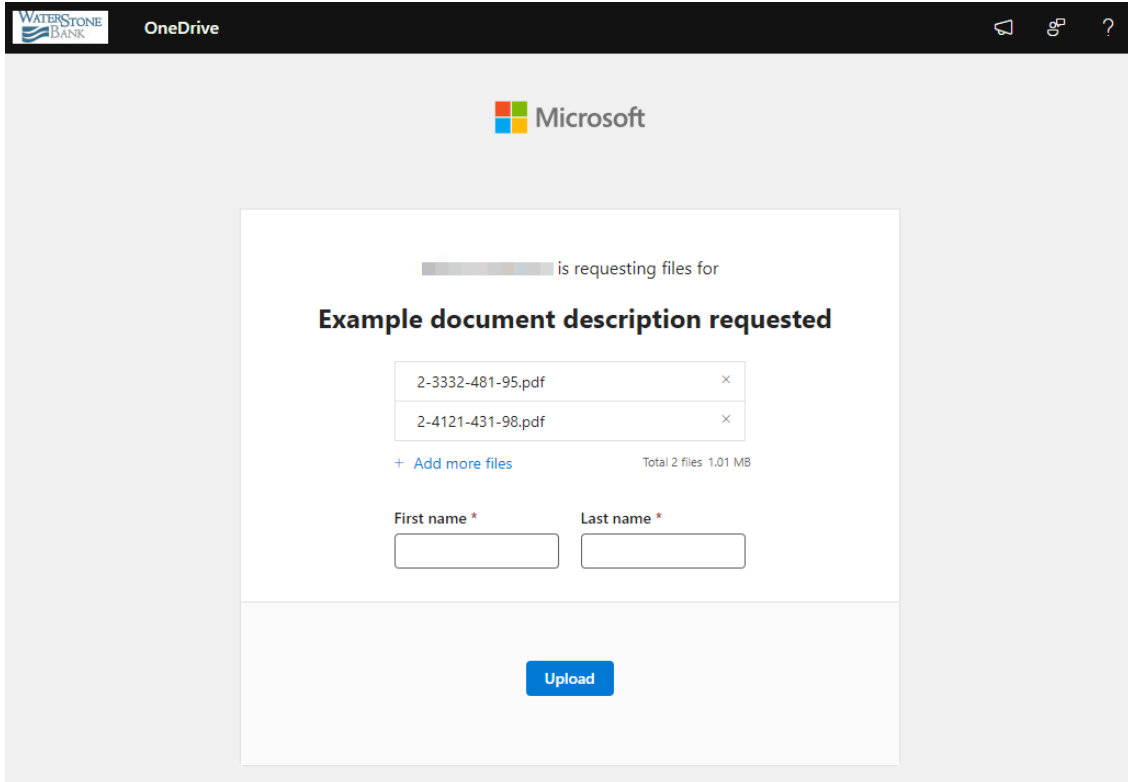 WATERSTONE
BANK
OneDrive
Microsoft
is requesting files for
Example document description requested
2-3332-481-95.pdf
2-4121-431-98.pdf
+ Add more files
Total 2 files 1.01 MB
First name *
Last name *
Upload